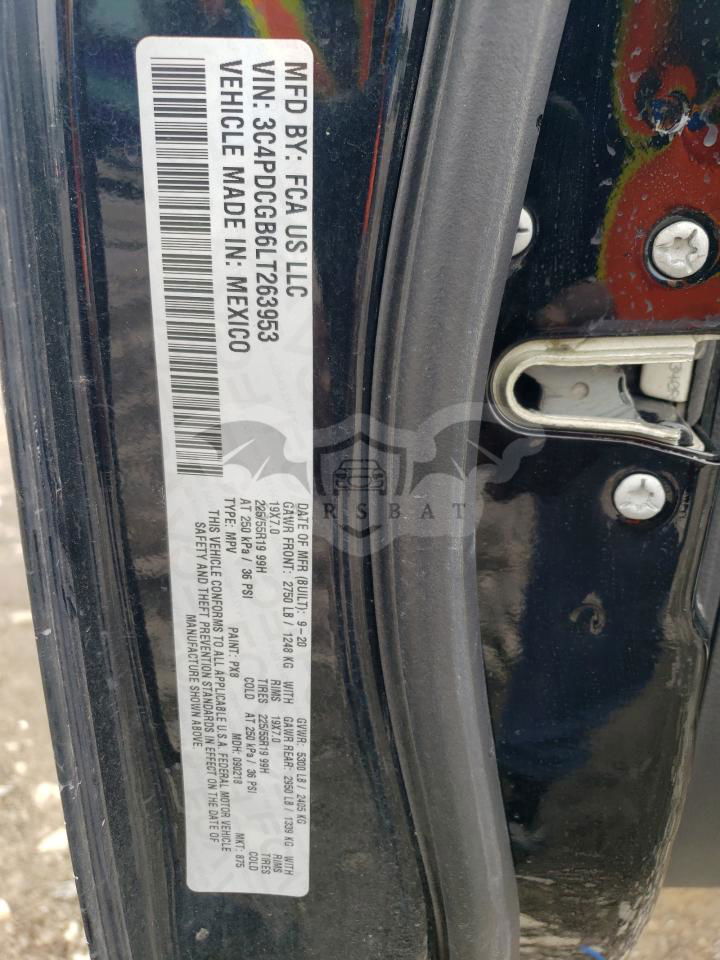 MFD BY: FCA US LLC
VIN: 3C4PDCGB6LT263953
VEHICLE MADE IN: MEXICO
DATE OF MFR (BUILT): 9-20 GVWR: 5300 LB / 2405 KG
GAWR FRONT: 2750 LB / 1248 KG WITH GAWR REAR: 2950 LB / 1339 KG WITH
19X7.0 RIMS 19X7.0 RIMS
225/55R19 99H TIRES 225/55R19 99H TIRES
AT 250 kPa / 36 PSI COLD AT 250 kPa / 36 PSI COLD
TYPE: MPV PAINT: PX8 MDH: 090218 MKT: 875
THIS VEHICLE CONFORMS TO ALL APPLICABLE U.S.A. FEDERAL MOTOR VEHICLE
SAFETY AND THEFT PREVENTION STANDARDS IN EFFECT ON THE DATE OF
MANUFACTURE SHOWN ABOVE.
RSBAT